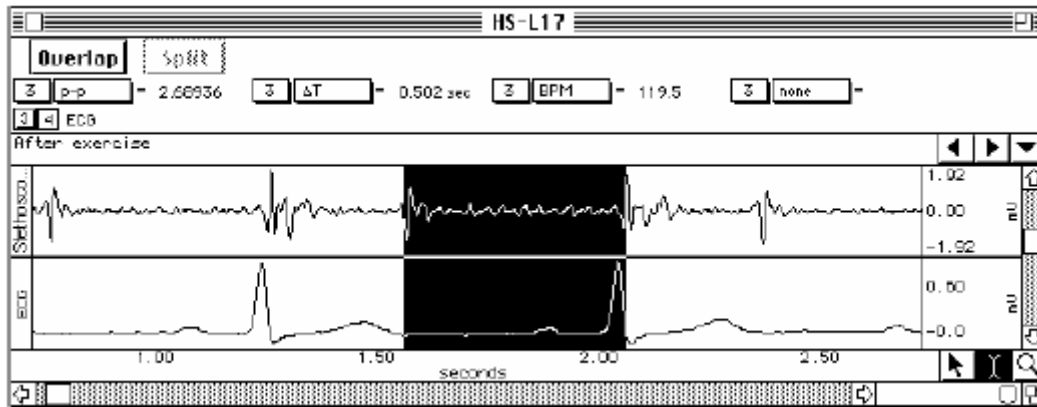 HS-L17
Overlap Split
3 p-p = 2.68936 3 ΔT = 0.502 sec 3 BPM = 119.5 3 none =
3 4 ECG
After exercise
Stethosco..
1.92
0.00
-1.92
mV
ECG
0.60
-0.0
mV
1.00 1.50 2.00 2.50
seconds